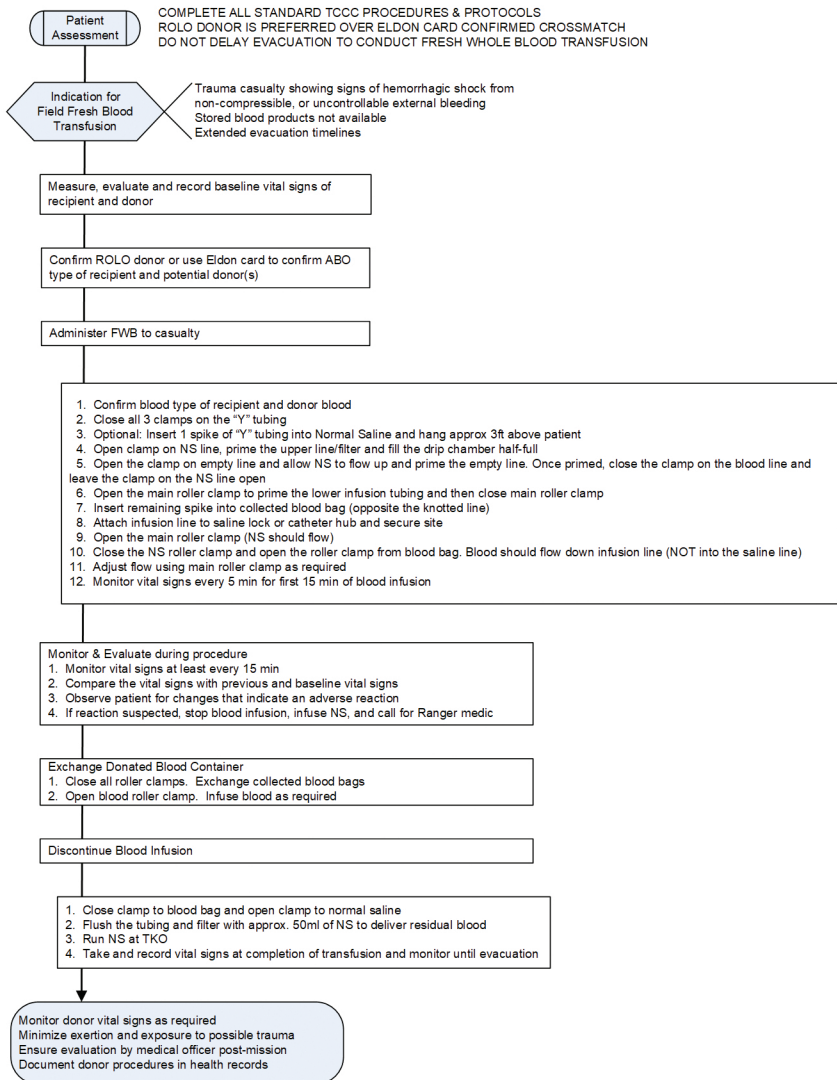 Patient
Assessment
COMPLETE ALL STANDARD TCCC PROCEDURES & PROTOCOLS
ROLO DONOR IS PREFERRED OVER ELDON CARD CONFIRMED CROSSMATCH
DO NOT DELAY EVACUATION TO CONDUCT FRESH WHOLE BLOOD TRANSFUSION
Indication for
Field Fresh Blood
Transfusion
Trauma casualty showing signs of hemorrhagic shock from
non-compressible, or uncontrollable external bleeding
Stored blood products not available
Extended evacuation timelines
Measure, evaluate and record baseline vital signs of
recipient and donor
Confirm ROLO donor or use Eldon card to confirm ABO
type of recipient and potential donor(s)
Administer FWB to casualty
1. Confirm blood type of recipient and donor blood
2. Close all 3 clamps on the “Y” tubing
3. Optional: Insert 1 spike of “Y” tubing into Normal Saline and hang approx 3ft above patient
4. Open clamp on NS line, prime the upper line/filter and fill the drip chamber half-full
5. Open the clamp on empty line and allow NS to flow up and prime the empty line. Once primed, close the clamp on the blood line and
leave the clamp on the NS line open
6. Open the main roller clamp to prime the lower infusion tubing and then close main roller clamp
7. Insert remaining spike into collected blood bag (opposite the knotted line)
8. Attach infusion line to saline lock or catheter hub and secure site
9. Open the main roller clamp (NS should flow)
10. Close the NS roller clamp and open the roller clamp from blood bag. Blood should flow down infusion line (NOT into the saline line)
11. Adjust flow using main roller clamp as required
12. Monitor vital signs every 5 min for first 15 min of blood infusion
Monitor & Evaluate during procedure
1. Monitor vital signs at least every 15 min
2. Compare the vital signs with previous and baseline vital signs
3. Observe patient for changes that indicate an adverse reaction
4. If reaction suspected, stop blood infusion, infuse NS, and call for Ranger medic
Exchange Donated Blood Container
1. Close all roller clamps. Exchange collected blood bags
2. Open blood roller clamp. Infuse blood as required
Discontinue Blood Infusion
1. Close clamp to blood bag and open clamp to normal saline
2. Flush the tubing and filter with approx. 50ml of NS to deliver residual blood
3. Run NS at TKO
4. Take and record vital signs at completion of transfusion and monitor until evacuation
Monitor donor vital signs as required
Minimize exertion and exposure to possible trauma
Ensure evaluation by medical officer post-mission
Document donor procedures in health records